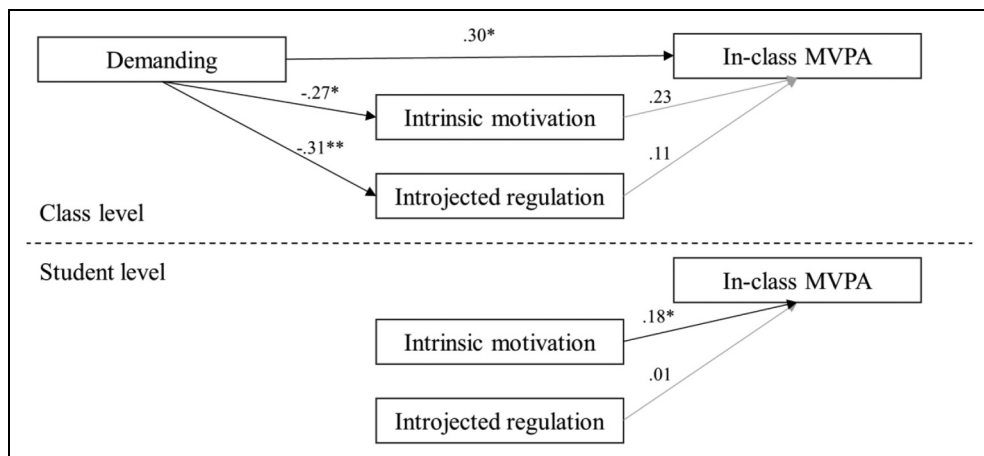 .30*
Demanding
In-class MVPA
-.27*
.23
Intrinsic motivation
-.31**
.11
Introjected regulation
Class level
Student level
In-class MVPA
.18*
Intrinsic motivation
.01
Introjected regulation